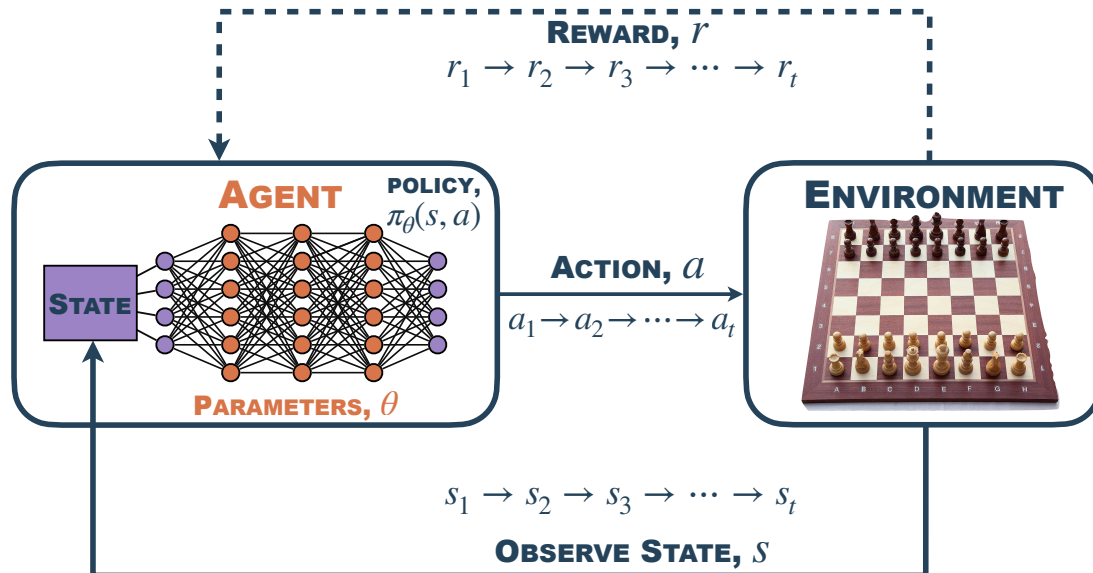 REWARD, r
r₁ → r₂ → r₃ → ⋯ → rₜ
AGENT
POLICY,
π_θ(s, a)
STATE
PARAMETERS, θ
ACTION, a
a₁→a₂→⋯→aₜ
ENVIRONMENT
A B C D E F G H
s₁ → s₂ → s₃ → ⋯ → sₜ
OBSERVE STATE, s